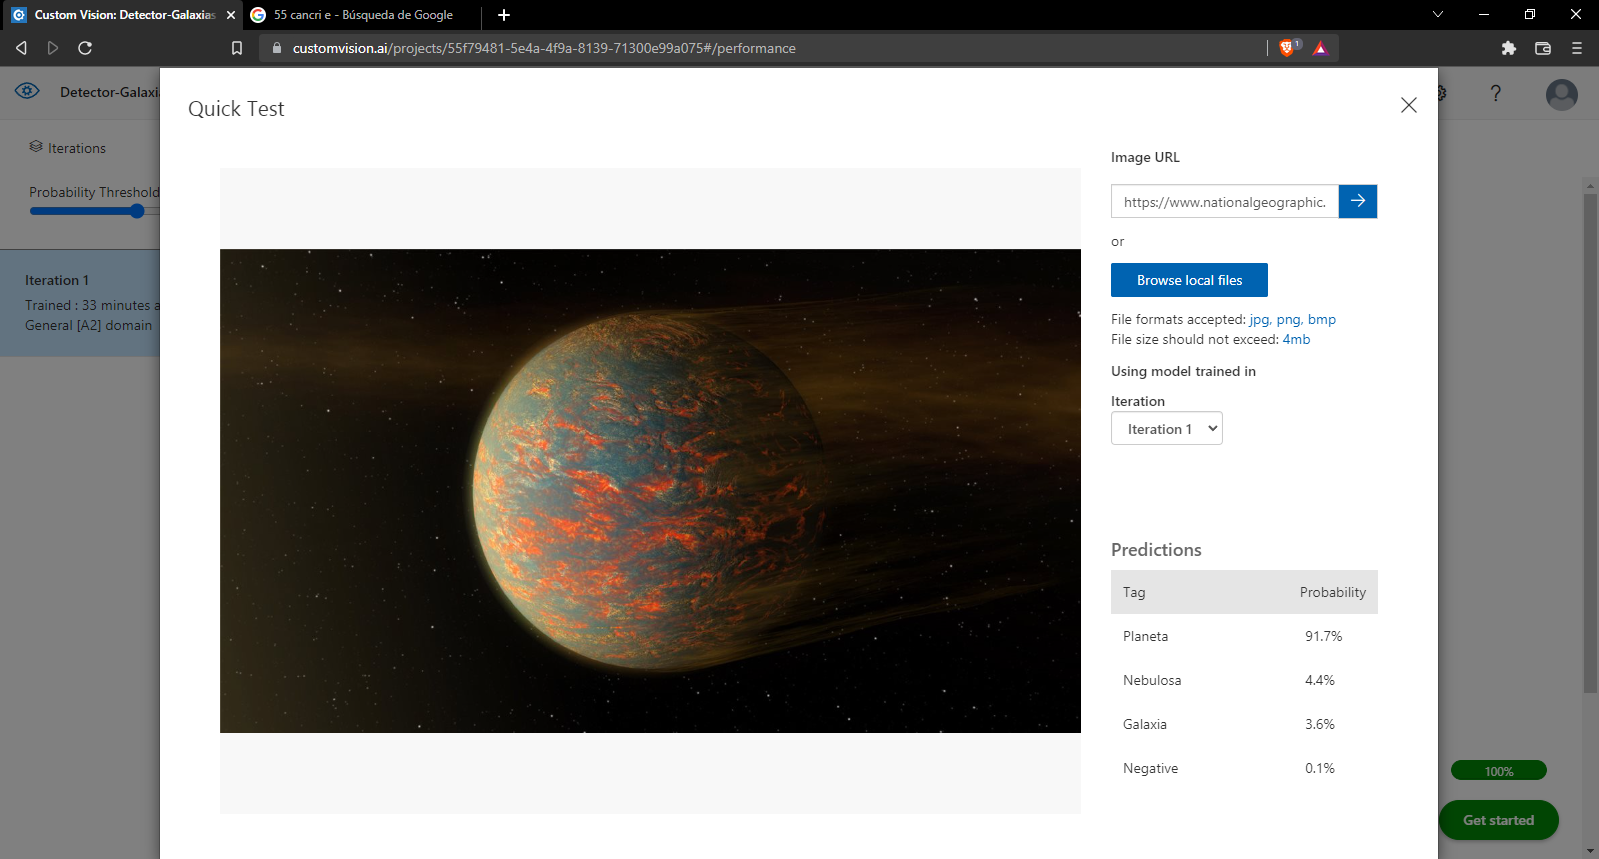 Custom Vision: Detector-Galaxias
55 cancri e - Búsqueda de Google
customvision.ai/projects/55f79481-5e4a-4f9a-8139-71300e99a075#/performance
1
Detector-Galaxia
?
Quick Test
Iterations
Probability Threshold
Iteration 1
Trained : 33 minutes a
General [A2] domain
Image URL
https://www.nationalgeographic.
or
Browse local files
File formats accepted: jpg, png, bmp
File size should not exceed: 4mb
Using model trained in
Iteration
Iteration 1
Predictions
Tag Probability
Planeta 91.7%
Nebulosa 4.4%
Galaxia 3.6%
Negative 0.1%
100%
Get started